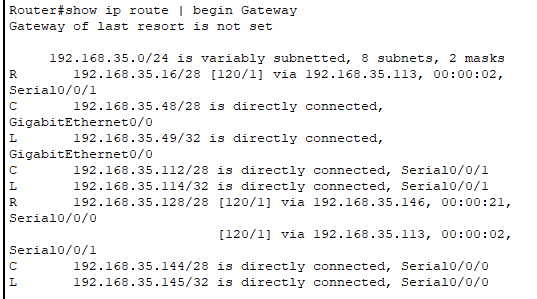 Router#show ip route | begin Gateway
Gateway of last resort is not set
192.168.35.0/24 is variably subnetted, 8 subnets, 2 masks
R 192.168.35.16/28 [120/1] via 192.168.35.113, 00:00:02,
Serial0/0/1
C 192.168.35.48/28 is directly connected,
GigabitEthernet0/0
L 192.168.35.49/32 is directly connected,
GigabitEthernet0/0
C 192.168.35.112/28 is directly connected, Serial0/0/1
L 192.168.35.114/32 is directly connected, Serial0/0/1
R 192.168.35.128/28 [120/1] via 192.168.35.146, 00:00:21,
Serial0/0/0
[120/1] via 192.168.35.113, 00:00:02,
Serial0/0/1
C 192.168.35.144/28 is directly connected, Serial0/0/0
L 192.168.35.145/32 is directly connected, Serial0/0/0